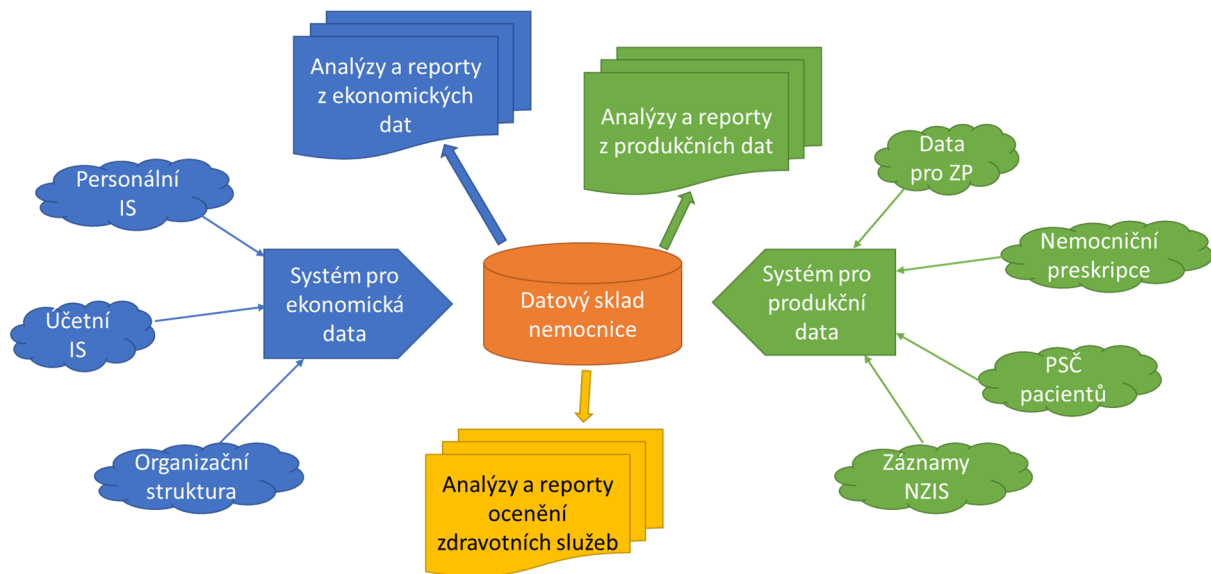 Analýzy a reporty
z ekonomických
dat
Analýzy a reporty
z produkčních dat
Personální
IS
Účetní
IS
Organizační
struktura
Systém pro
ekonomická
data
Datový sklad
nemocnice
Systém pro
produkční
data
Data
pro ZP
Nemocniční
preskripce
PSČ
pacientů
Záznamy
NZIS
Analýzy a reporty
ocenění
zdravotních služeb